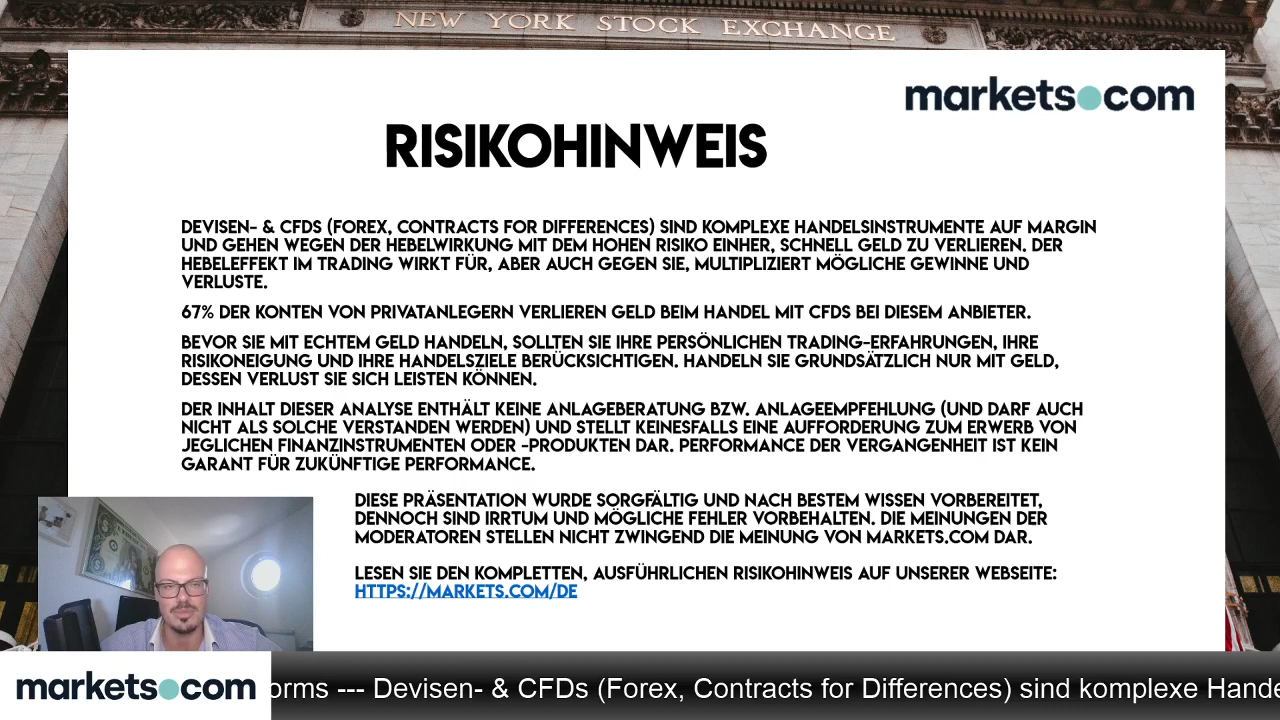 NEW YORK STOCK EXCHANGE
markets.com
RISIKOHINWEIS
DEVISEN- & CFDS (FOREX, CONTRACTS FOR DIFFERENCES) SIND KOMPLEXE HANDELSINSTRUMENTE AUF MARGIN
UND GEHEN WEGEN DER HEBELWIRKUNG MIT DEM HOHEN RISIKO EINHER, SCHNELL GELD ZU VERLIEREN. DER
HEBELEFFEKT IM TRADING WIRKT FÜR, ABER AUCH GEGEN SIE, MULTIPLIZIERT MÖGLICHE GEWINNE UND
VERLUSTE.
67% DER KONTEN VON PRIVATANLEGERN VERLIEREN GELD BEIM HANDEL MIT CFDS BEI DIESEM ANBIETER.
BEVOR SIE MIT ECHTEM GELD HANDELN, SOLLTEN SIE IHRE PERSÖNLICHEN TRADING-ERFAHRUNGEN, IHRE
RISIKONEIGUNG UND IHRE HANDELSZIELE BERÜCKSICHTIGEN. HANDELN SIE GRUNDSÄTZLICH NUR MIT GELD,
DESSEN VERLUST SIE SICH LEISTEN KÖNNEN.
DER INHALT DIESER ANALYSE ENTHÄLT KEINE ANLAGEBERATUNG BZW. ANLAGEEMPFEHLUNG (UND DARF AUCH
NICHT ALS SOLCHE VERSTANDEN WERDEN) UND STELLT KEINESFALLS EINE AUFFORDERUNG ZUM ERWERB VON
JEGLICHEN FINANZINSTRUMENTEN ODER -PRODUKTEN DAR. PERFORMANCE DER VERGANGENHEIT IST KEIN
GARANT FÜR ZUKÜNFTIGE PERFORMANCE.
DIESE PRÄSENTATION WURDE SORGFÄLTIG UND NACH BESTEM WISSEN VORBEREITET,
DENNOCH SIND IRRTUM UND MÖGLICHE FEHLER VORBEHALTEN. DIE MEINUNGEN DER
MODERATOREN STELLEN NICHT ZWINGEND DIE MEINUNG VON MARKETS.COM DAR.
LESEN SIE DEN KOMPLETTEN, AUSFÜHRLICHEN RISIKOHINWEIS AUF UNSERER WEBSEITE:
HTTPS://MARKETS.COM/DE
markets.com
orms --- Devisen- & CFDs (Forex, Contracts for Differences) sind komplexe Hande